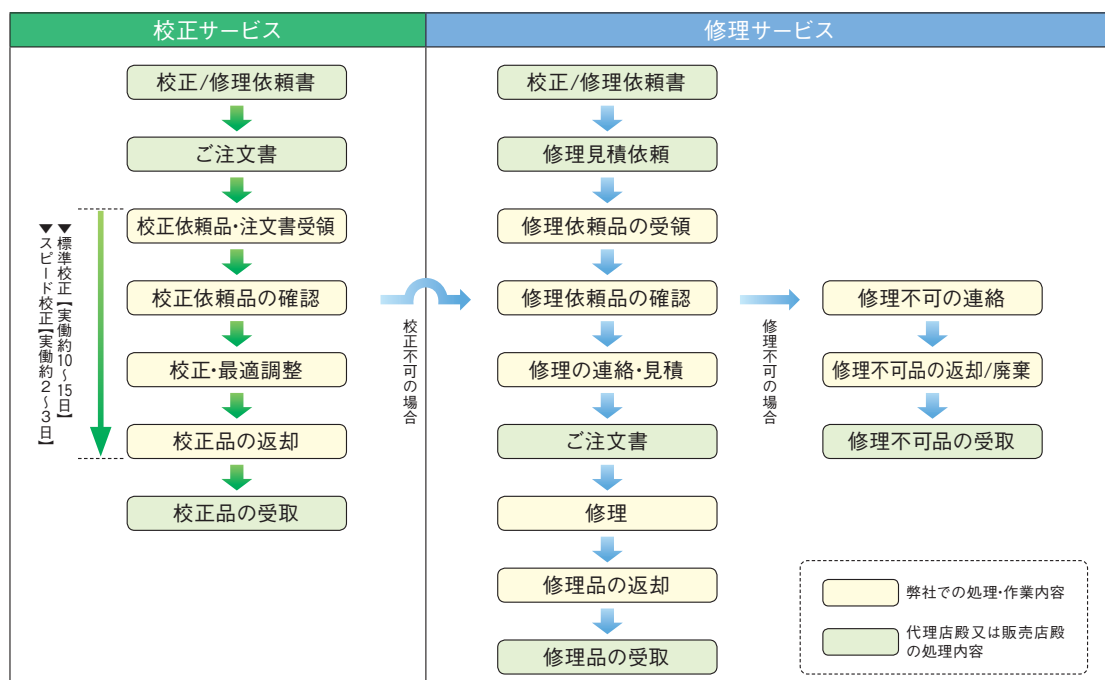 校正サービス
校正/修理依頼書
ご注文書
校正依頼品・注文書受領
校正依頼品の確認
校正・最適調整
校正品の返却
校正品の受取
▼標準校正【実働約10～15日】
▼スピード校正【実働約2～3日】
校正不可の場合
修理サービス
校正/修理依頼書
修理見積依頼
修理依頼品の受領
修理依頼品の確認
修理の連絡・見積
ご注文書
修理
修理品の返却
修理品の受取
修理不可の場合
修理不可の連絡
修理不可品の返却/廃棄
修理不可品の受取
弊社での処理・作業内容
代理店殿又は販売店殿
の処理内容